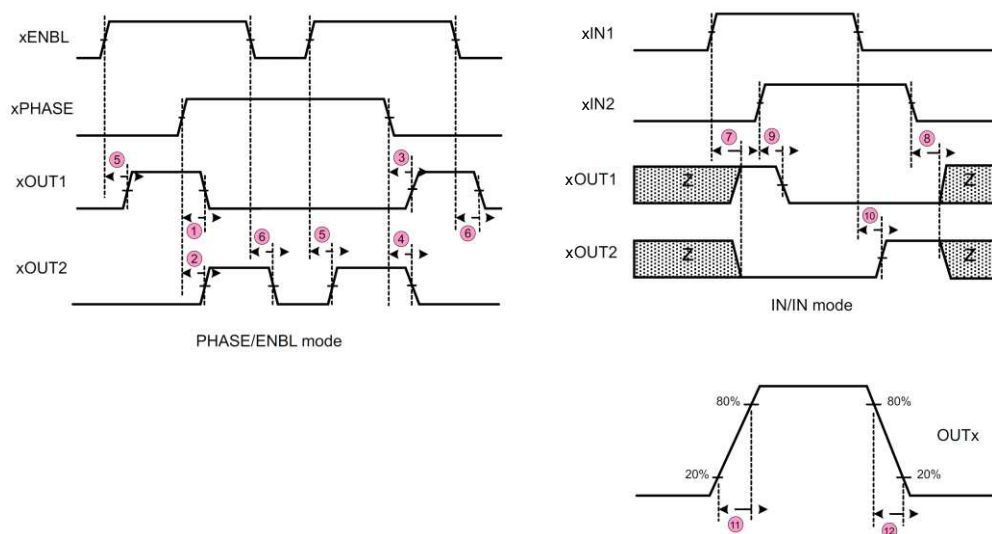 xENBL
xPHASE
5
3
xOUT1
1
6
5
4
6
xOUT2
2
PHASE/ENBL mode
xIN1
xIN2
7
9
8
xOUT1
Z
Z
10
xOUT2
Z
Z
IN/IN mode
80%
80%
OUTx
20%
20%
11
12